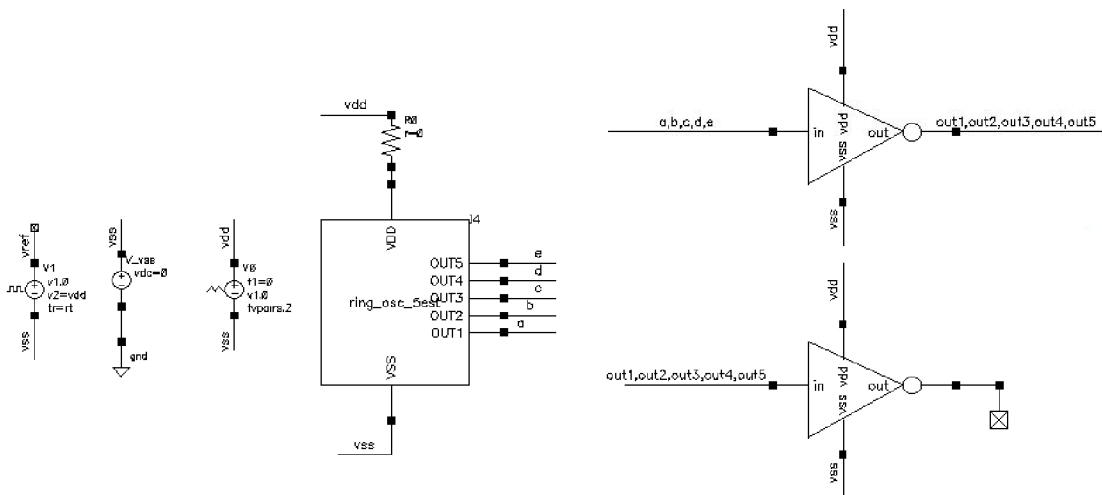 vref
V1
v1.0
v2=vdd
tr=rt
vss
vss
V_vss
vdc=0
gnd
vdd
V0
t1=0
v1.0
tvpairs.2
vss
vdd
R0
r=0
VDD
OUT5
OUT4
OUT3
OUT2
OUT1
ring_osc_5est
VSS
e
d
c
b
a
vss
vdd
a,b,c,d,e
in
vdd
vss
out
out1,out2,out3,out4,out5
vss
vdd
out1,out2,out3,out4,out5
in
vdd
vss
out
vss